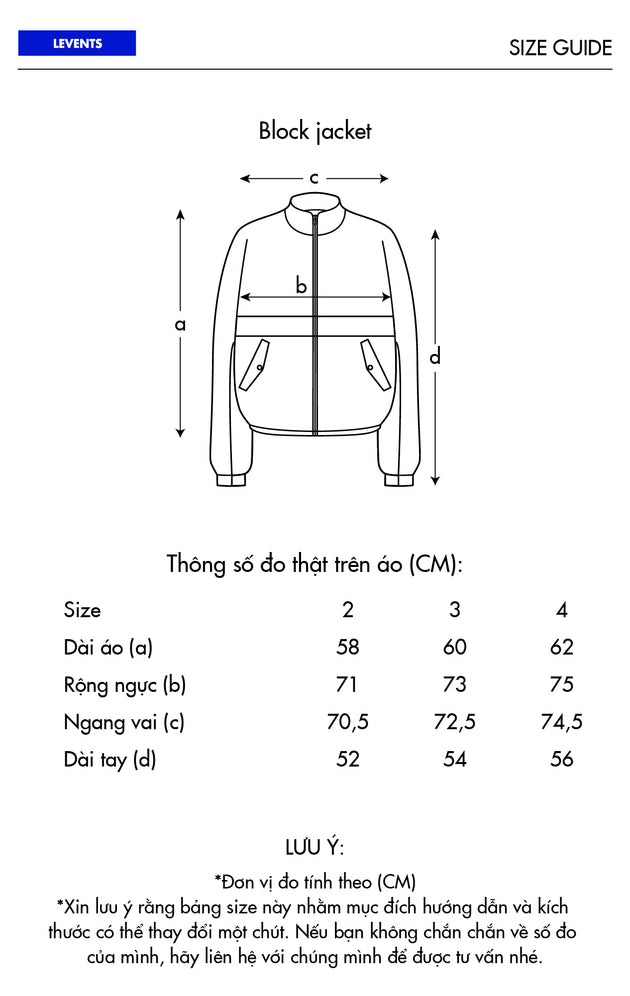 LEVENTS
SIZE GUIDE
Block jacket
c
b
a
d
Thông số đo thật trên áo (CM):
Size 2 3 4
Dài áo (a) 58 60 62
Rộng ngực (b) 71 73 75
Ngang vai (c) 70,5 72,5 74,5
Dài tay (d) 52 54 56
LƯU Ý:
*Đơn vị đo tính theo (CM)
*Xin lưu ý rằng bảng size này nhằm mục đích hướng dẫn và kích
thước có thể thay đổi một chút. Nếu bạn không chắn chắn về số đo
của mình, hãy liên hệ với chúng mình để được tư vấn nhé.